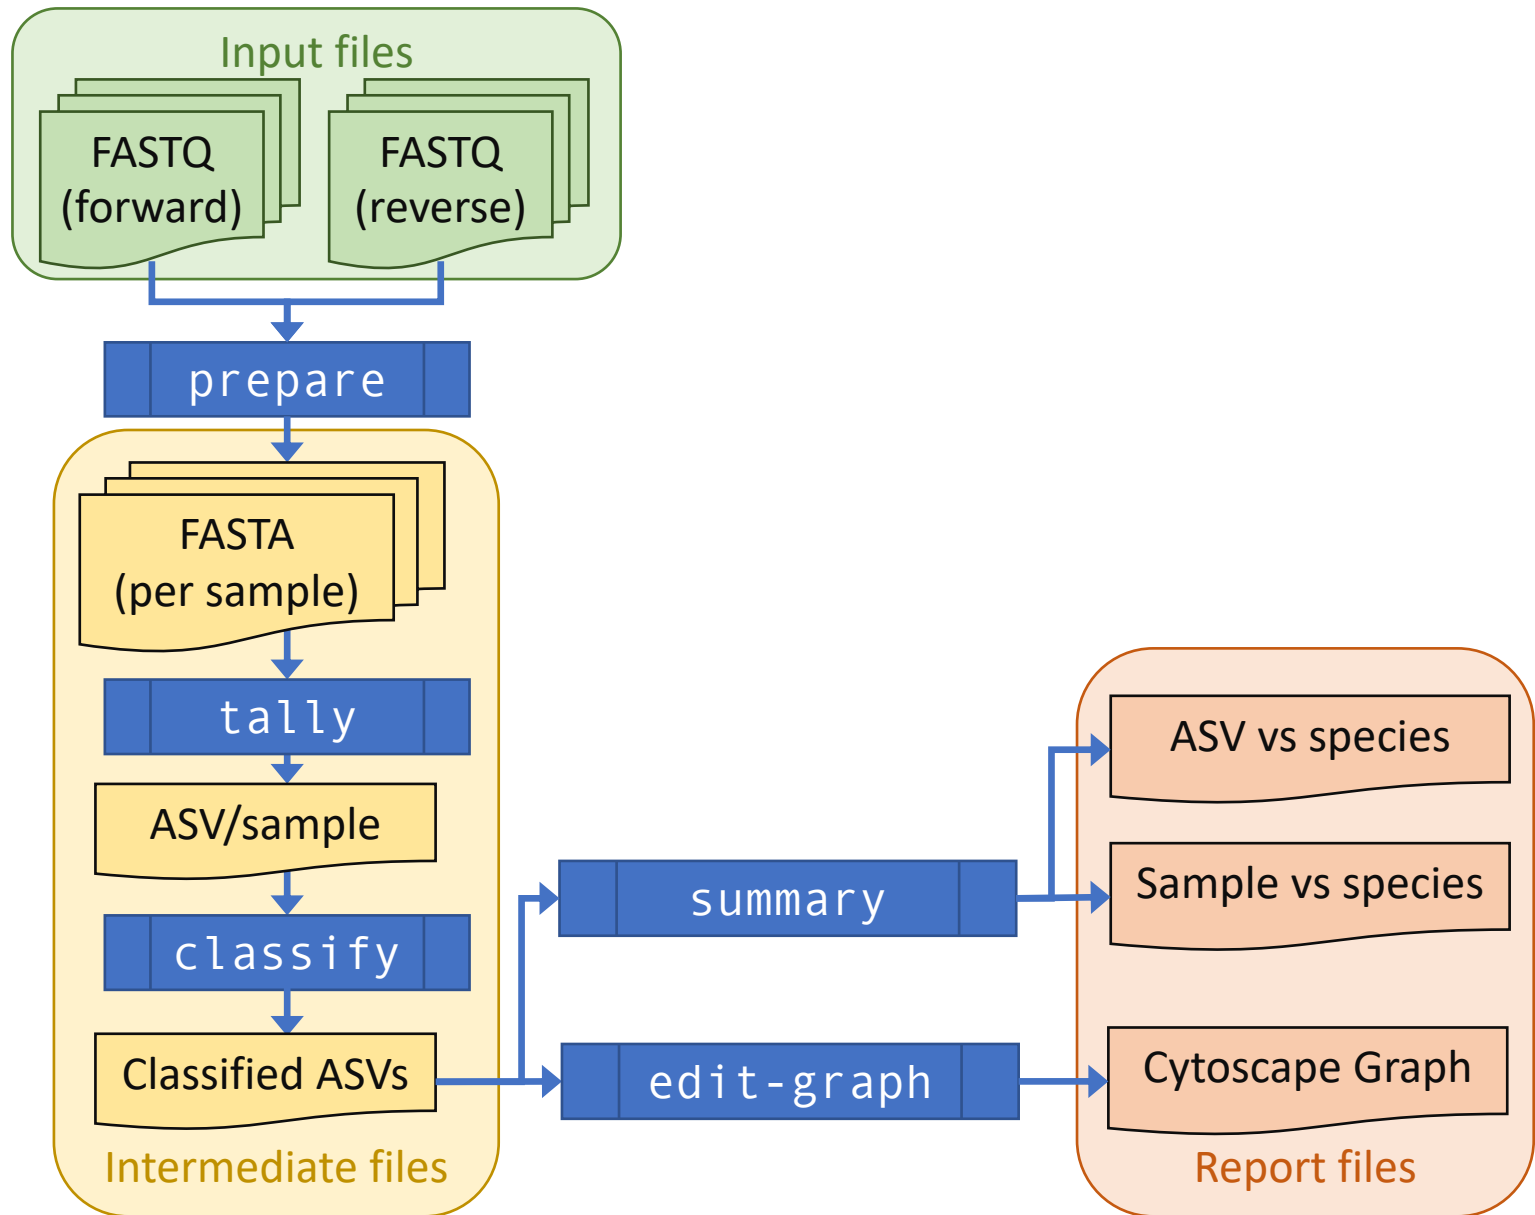 Input files
FASTQ
(forward)
FASTQ
(reverse)
prepare
FASTA
(per sample)
tally
ASV/sample
classify
Classified ASVs
Intermediate files
summary
edit-graph
ASV vs species
Sample vs species
Cytoscape Graph
Report files